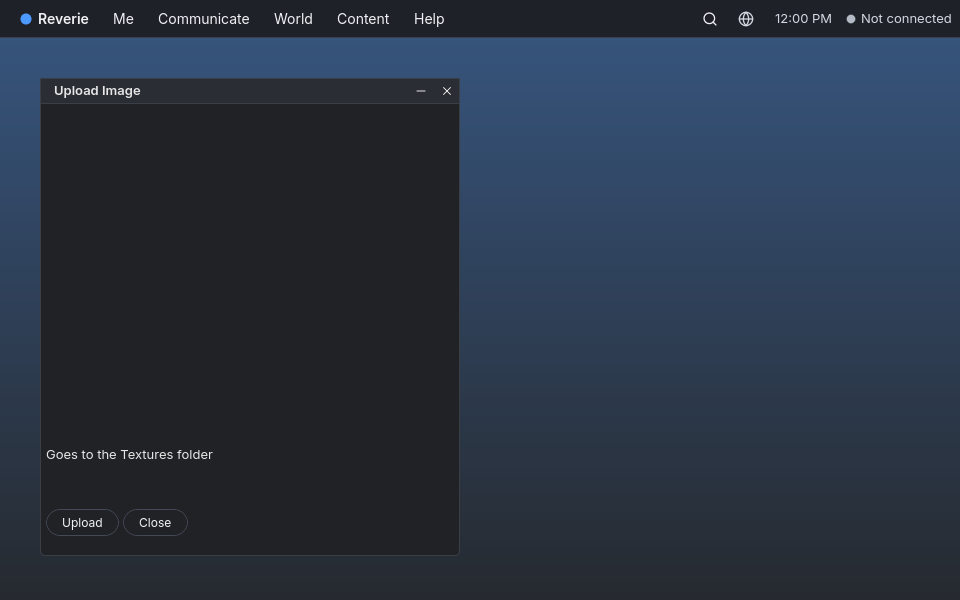 Reverie Me Communicate World Content Help 12:00 PM Not connected
Upload Image
Goes to the Textures folder
Upload Close